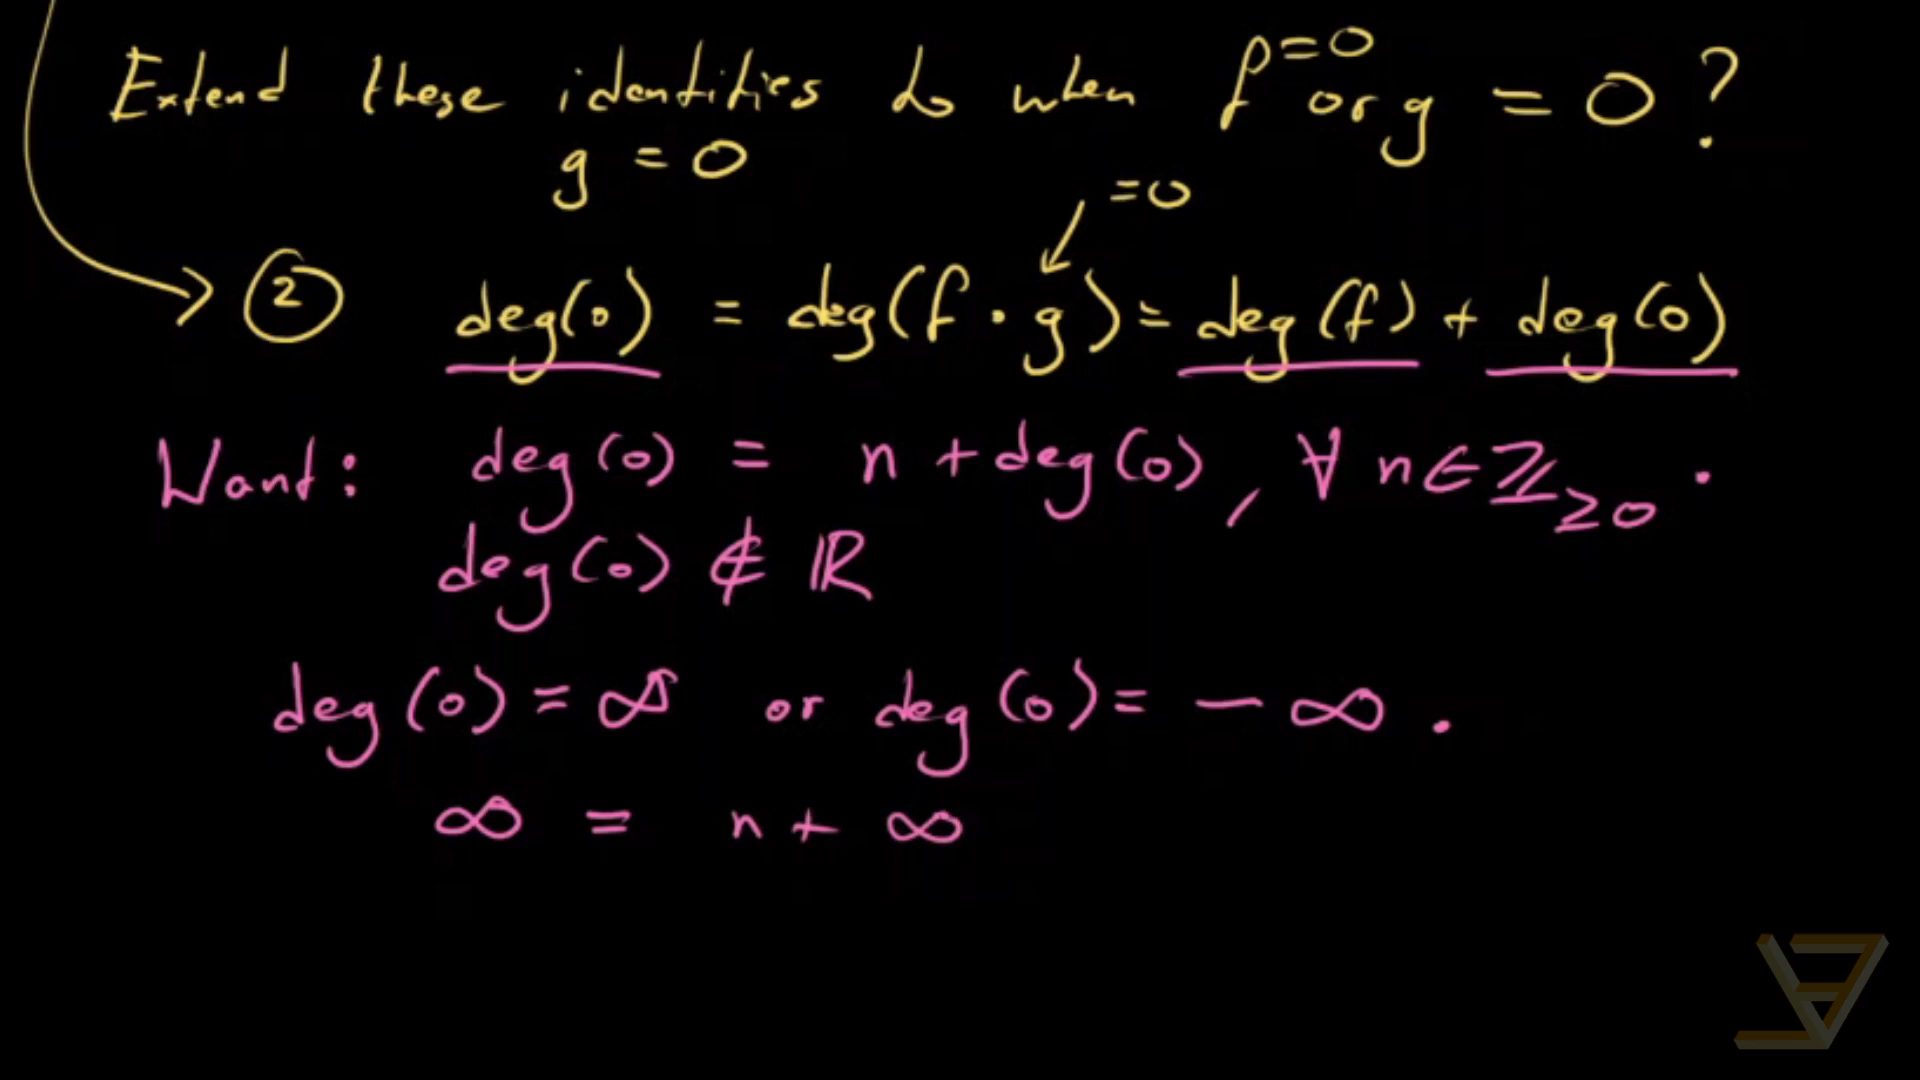 Extend these identities to when f=0 or g = 0 ?
g = 0
=0
② deg(0) = deg(f · g) = deg(f) + deg(0)
Want: deg(0) = n + deg(0), ∀ n ∈ ℤ≥0 .
deg(0) ∉ ℝ
deg(0) = ∞ or deg(0) = - ∞ .
∞ = n + ∞